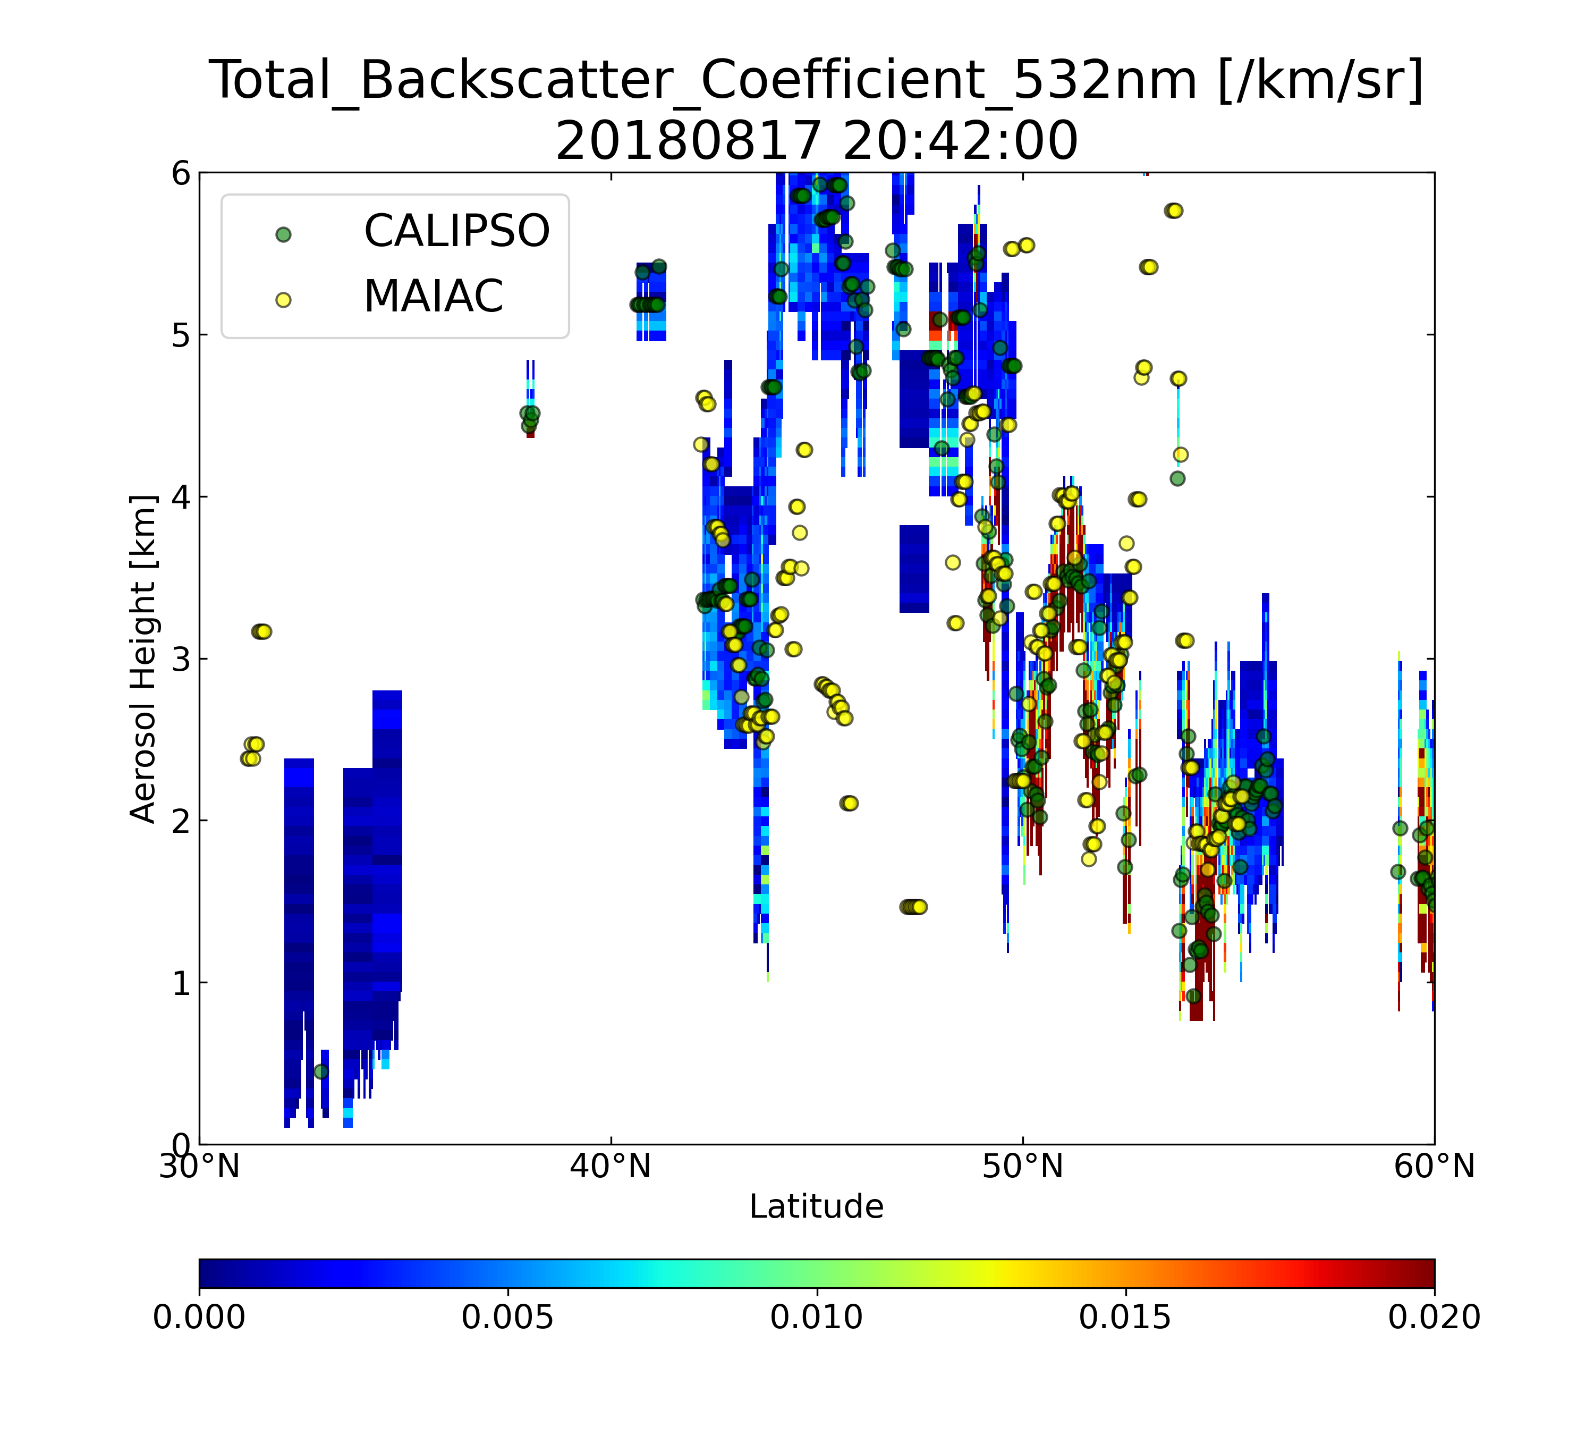 Total_Backscatter_Coefficient_532nm [/km/sr]
20180817 20:42:00
CALIPSO
MAIAC
Aerosol Height [km]
6
5
4
3
2
1
0
30°N 40°N 50°N 60°N
Latitude
0.000 0.005 0.010 0.015 0.020